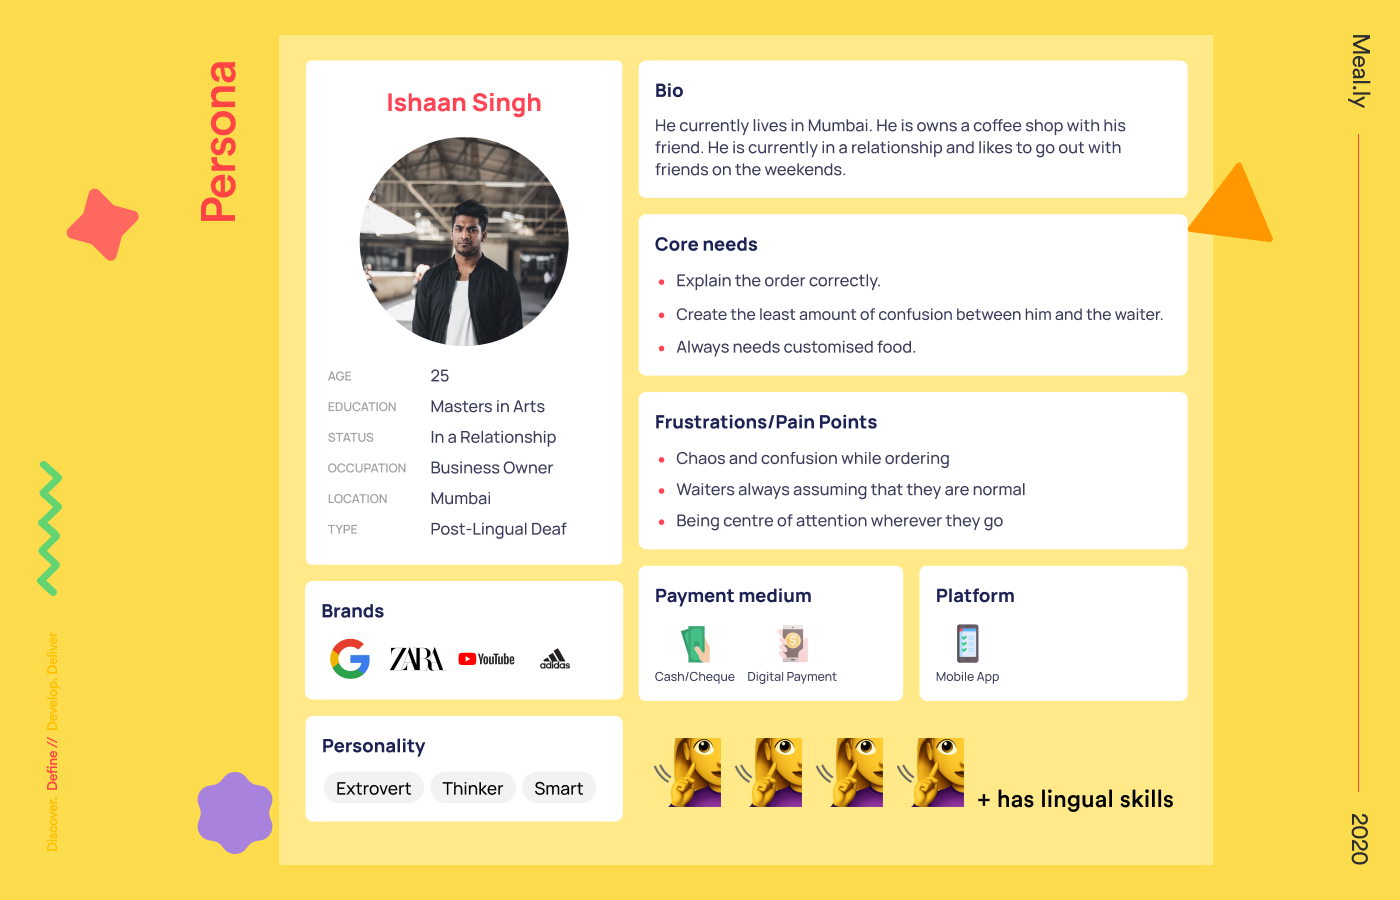 Persona
Ishaan Singh
AGE 25
EDUCATION Masters in Arts
STATUS In a Relationship
OCCUPATION Business Owner
LOCATION Mumbai
TYPE Post-Lingual Deaf
Brands
G
ZARA
YouTube
adidas
Personality
Extrovert Thinker Smart
Bio
He currently lives in Mumbai. He is owns a coffee shop with his
friend. He is currently in a relationship and likes to go out with
friends on the weekends.
Core needs
Explain the order correctly.
Create the least amount of confusion between him and the waiter.
Always needs customised food.
Frustrations/Pain Points
Chaos and confusion while ordering
Waiters always assuming that they are normal
Being centre of attention wherever they go
Payment medium
Cash/Cheque Digital Payment
Platform
Mobile App
+ has lingual skills
Discover. Define // Develop. Deliver
Meal.ly
2020